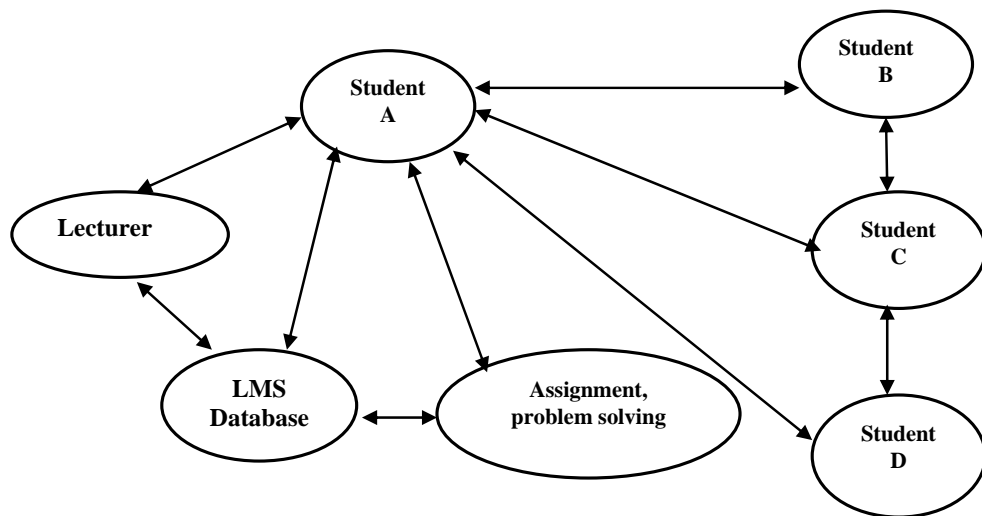 Student
A
Student
B
Lecturer
Student
C
LMS
Database
Assignment,
problem solving
Student
D